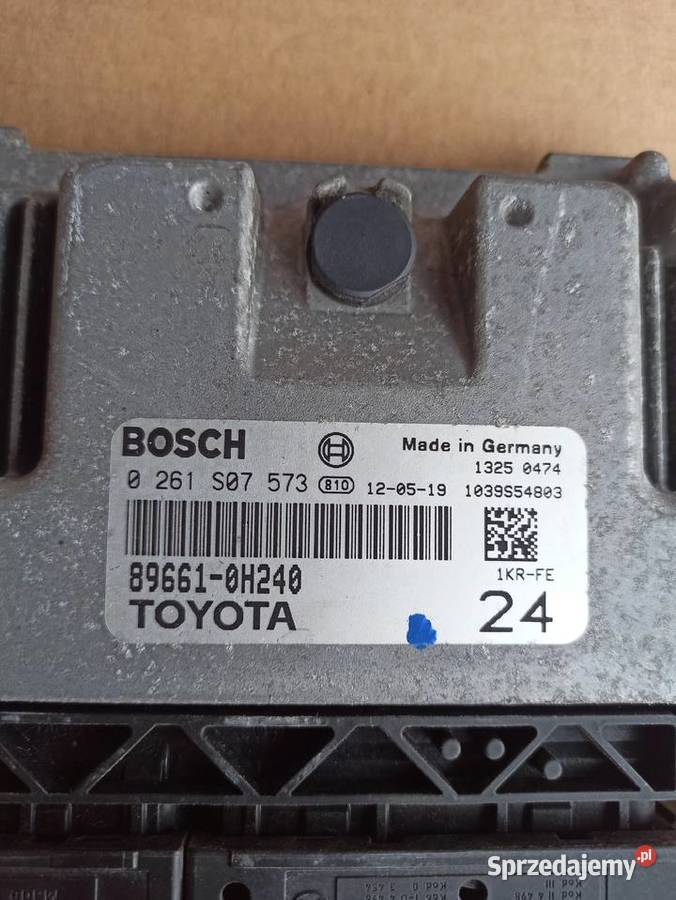 BOSCH
Made in Germany
1325 0474
0 261 S07 573 810 12-05-19 1039S54803
89661-0H240
1KR-FE
TOYOTA
24
Sprzedajemy.pl